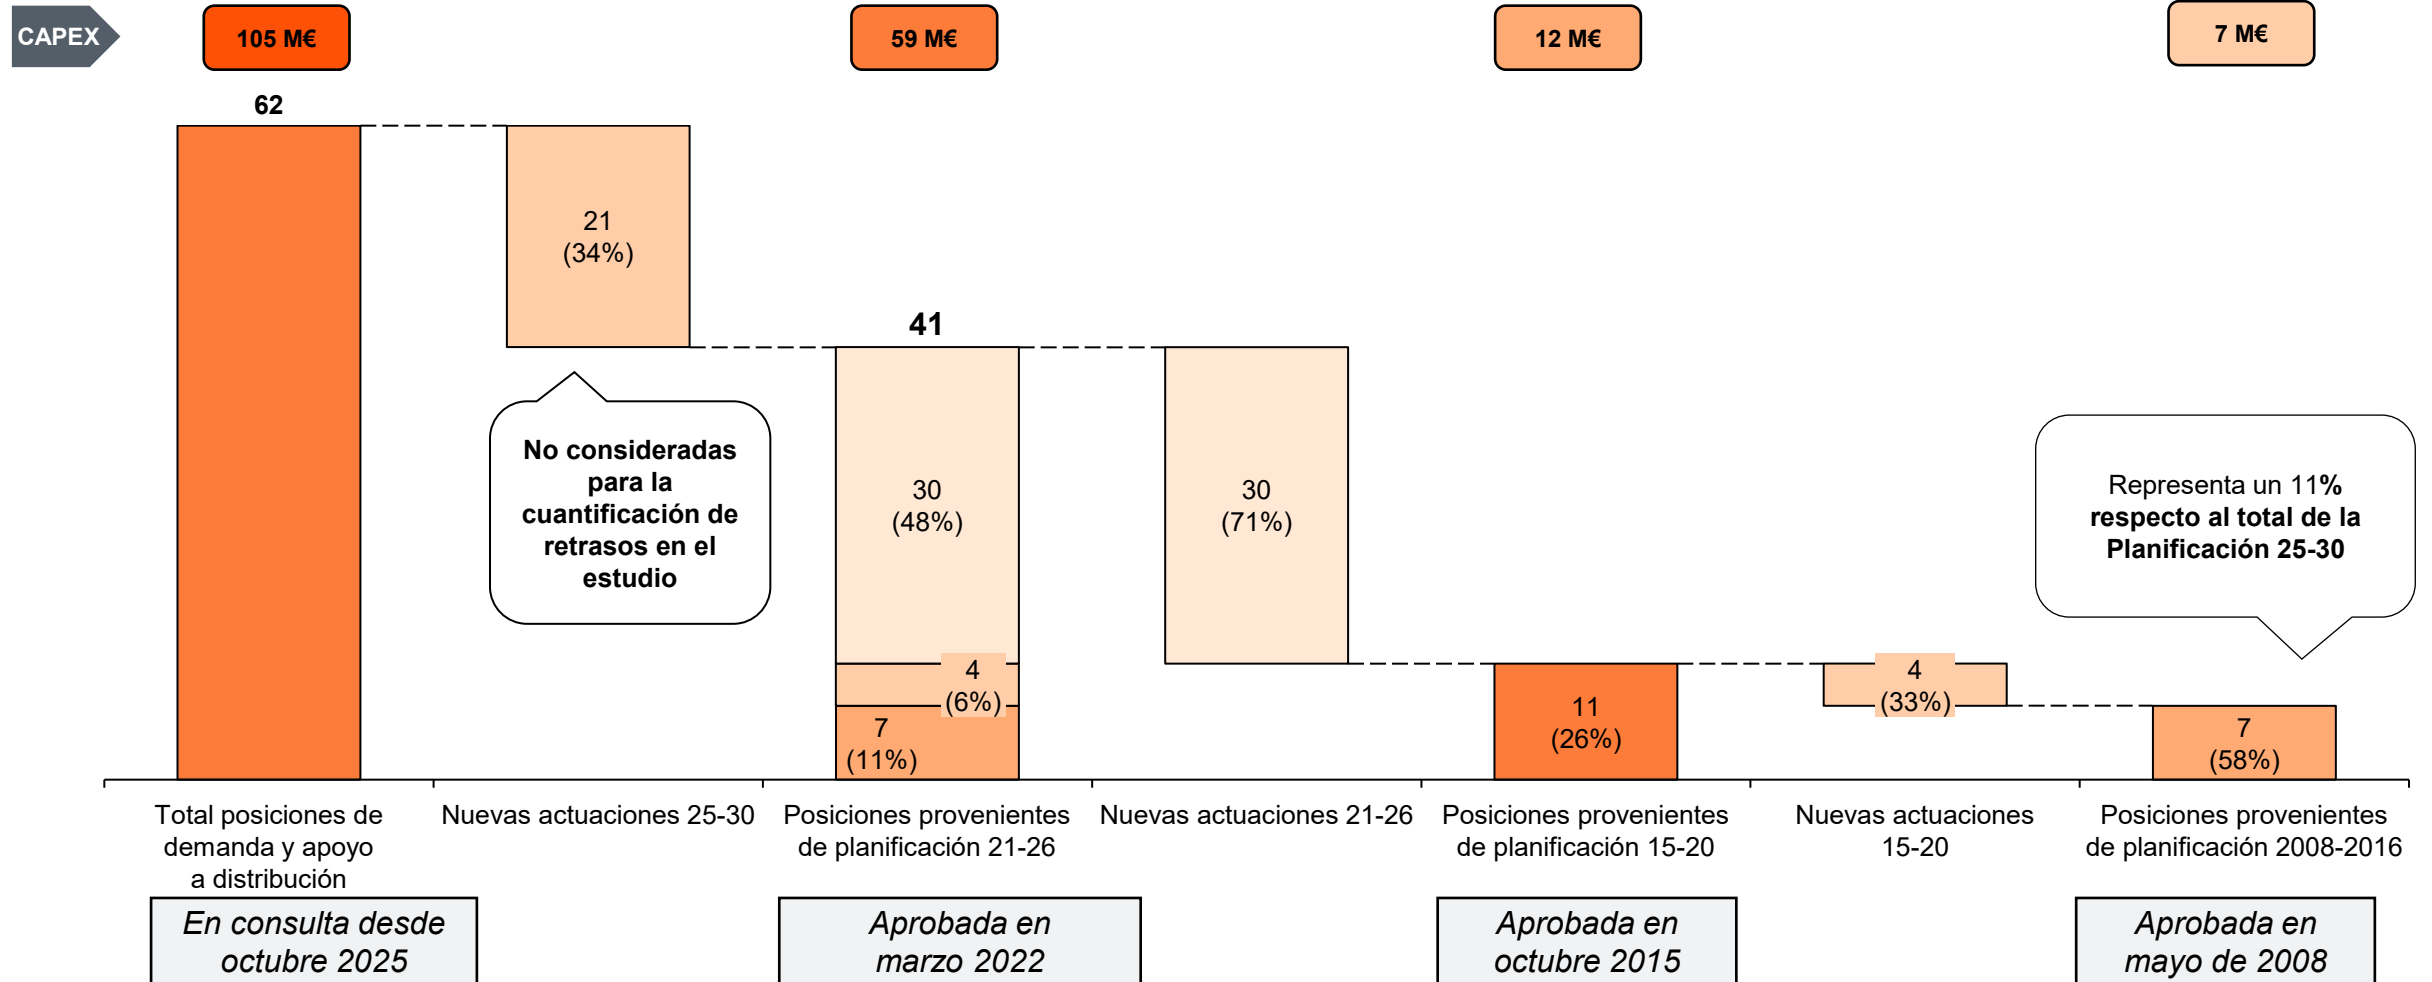 CAPEX
105 M€
59 M€
12 M€
7 M€
62
21
(34%)
41
No consideradas
para la
cuantificación de
retrasos en el
estudio
30
(48%)
4
(6%)
7
(11%)
30
(71%)
11
(26%)
4
(33%)
Representa un 11%
respecto al total de la
Planificación 25-30
7
(58%)
Total posiciones de
demanda y apoyo
a distribución
Nuevas actuaciones 25-30
Posiciones provenientes
de planificación 21-26
Nuevas actuaciones 21-26
Posiciones provenientes
de planificación 15-20
Nuevas actuaciones
15-20
Posiciones provenientes
de planificación 2008-2016
En consulta desde
octubre 2025
Aprobada en
marzo 2022
Aprobada en
octubre 2015
Aprobada en
mayo de 2008